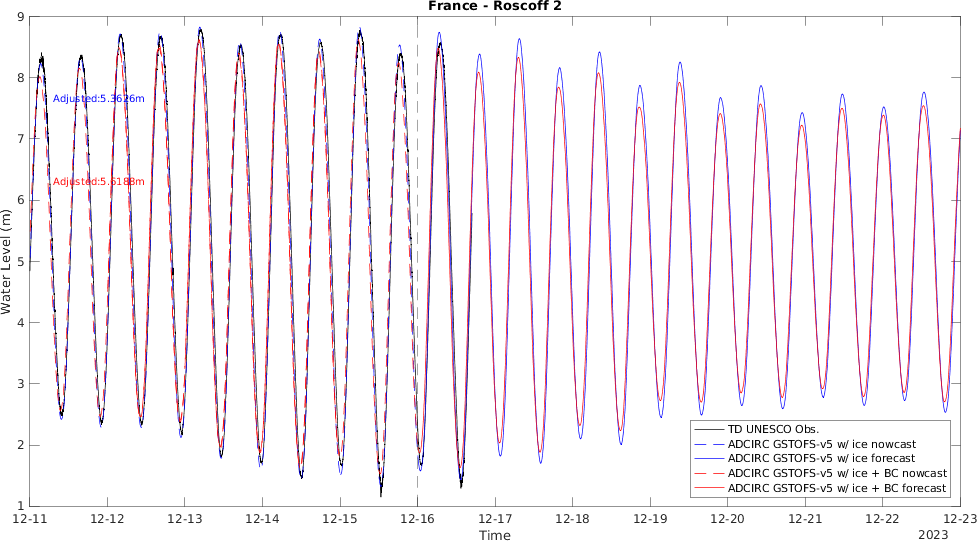 France - Roscoff 2
9
8
7
6
5
4
3
2
1
Water Level (m)
Adjusted:5.3626m
Adjusted:5.6188m
TD UNESCO Obs.
ADCIRC GSTOFS-v5 w/ ice nowcast
ADCIRC GSTOFS-v5 w/ ice forecast
ADCIRC GSTOFS-v5 w/ ice + BC nowcast
ADCIRC GSTOFS-v5 w/ ice + BC forecast
12-11 12-12 12-13 12-14 12-15 12-16 12-17 12-18 12-19 12-20 12-21 12-22 12-23
Time
2023